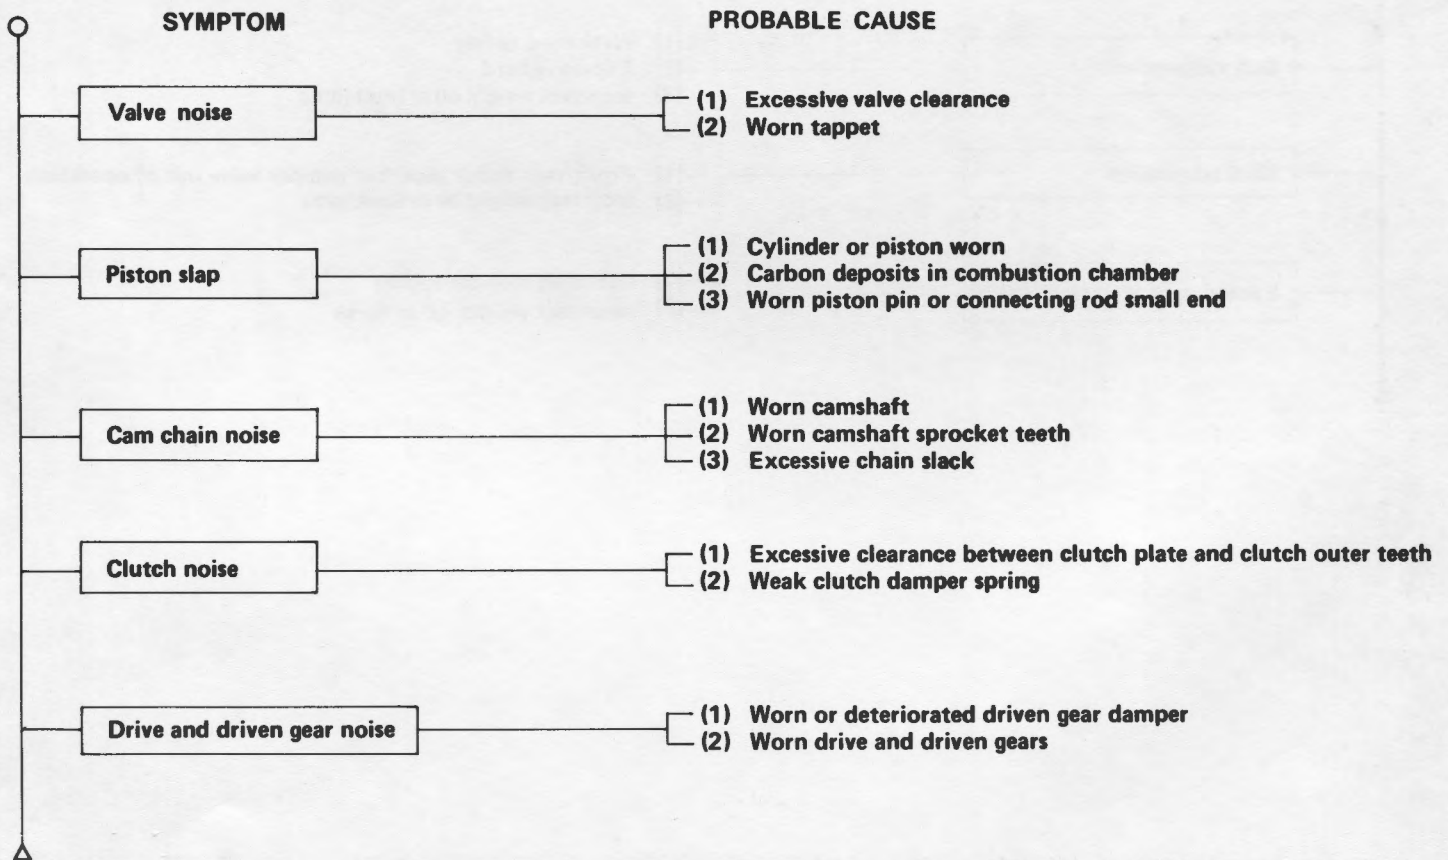 SYMPTOM PROBABLE CAUSE
Valve noise
(1) Excessive valve clearance
(2) Worn tappet
Piston slap
(1) Cylinder or piston worn
(2) Carbon deposits in combustion chamber
(3) Worn piston pin or connecting rod small end
Cam chain noise
(1) Worn camshaft
(2) Worn camshaft sprocket teeth
(3) Excessive chain slack
Clutch noise
(1) Excessive clearance between clutch plate and clutch outer teeth
(2) Weak clutch damper spring
Drive and driven gear noise
(1) Worn or deteriorated driven gear damper
(2) Worn drive and driven gears